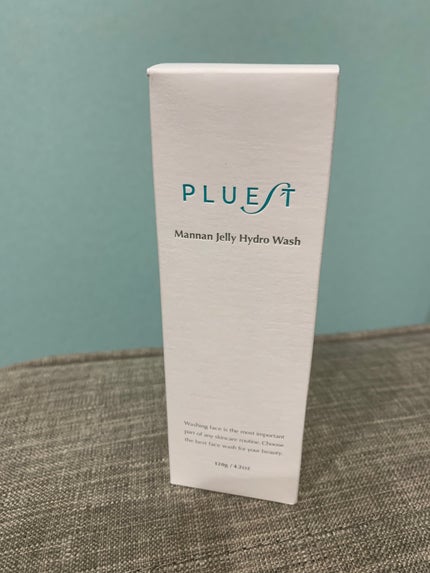 PLUEST
Mannan Jelly Hydro Wash
Washing face is the most important
part of any skincare routine. Choose
the best face wash for your beauty.
120g / 4.2oz